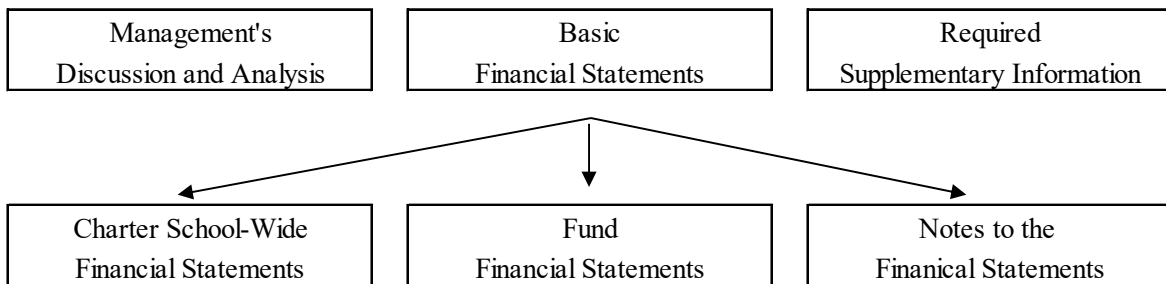 Management's
Discussion and Analysis
Basic
Financial Statements
Required
Supplementary Information
Charter School-Wide
Financial Statements
Fund
Financial Statements
Notes to the
Finanical Statements